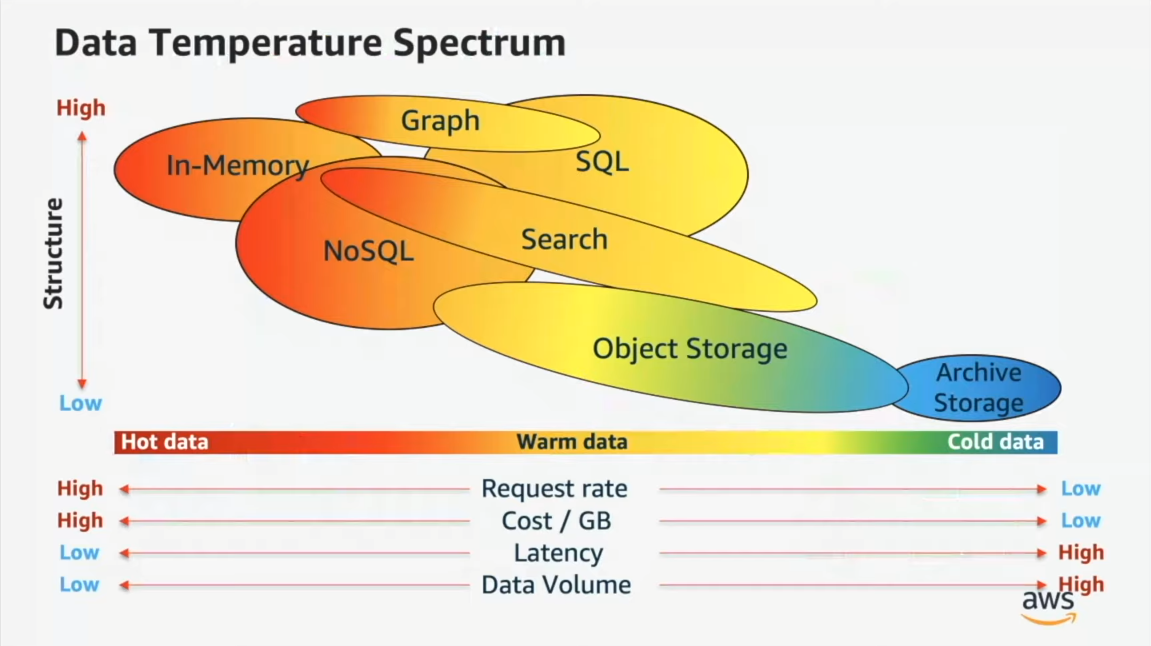 Data Temperature Spectrum
High
Graph
In-Memory
SQL
Structure
Search
NoSQL
Object Storage
Archive
Storage
Low
Hot data Warm data Cold data
High Request rate Low
High Cost / GB Low
Low Latency High
Low Data Volume High
aws